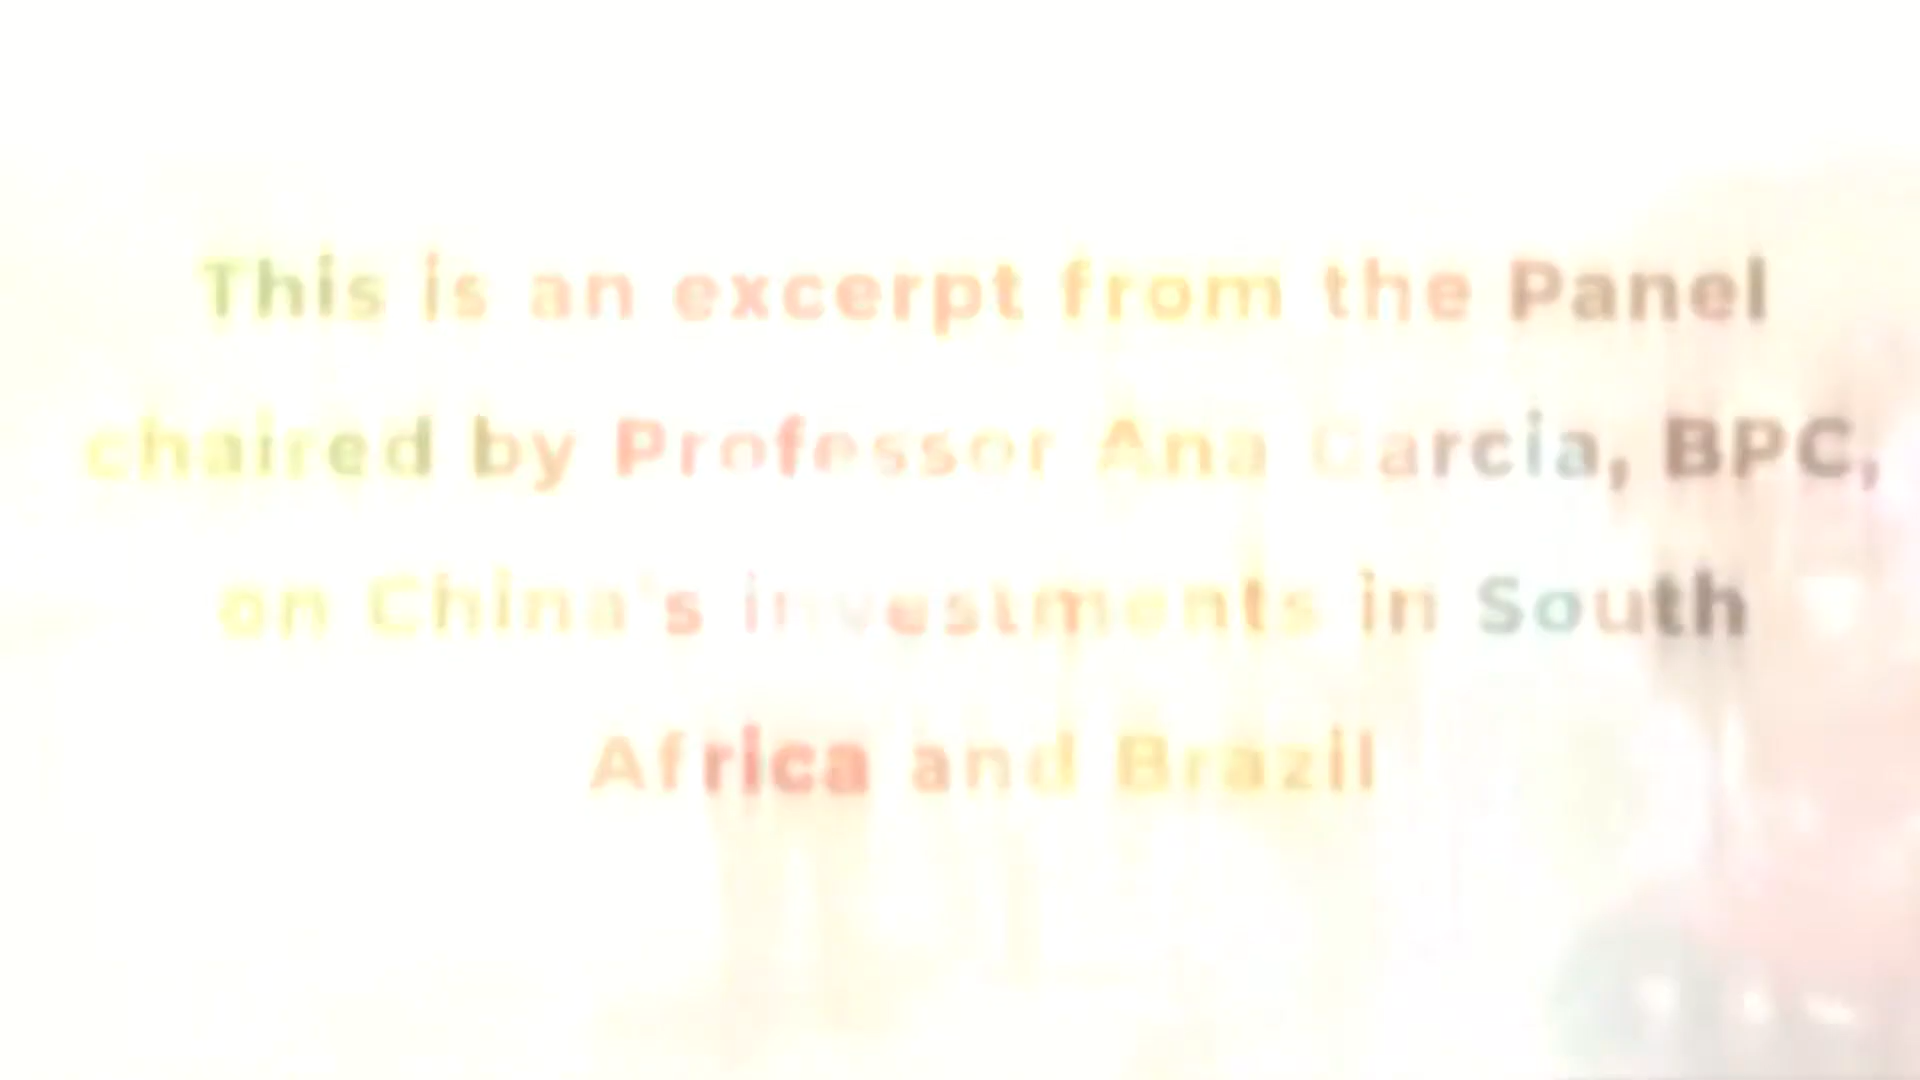 This is an excerpt from the Panel
chaired by Professor Ana Garcia, BPC,
on China's investments in South
Africa and Brazil